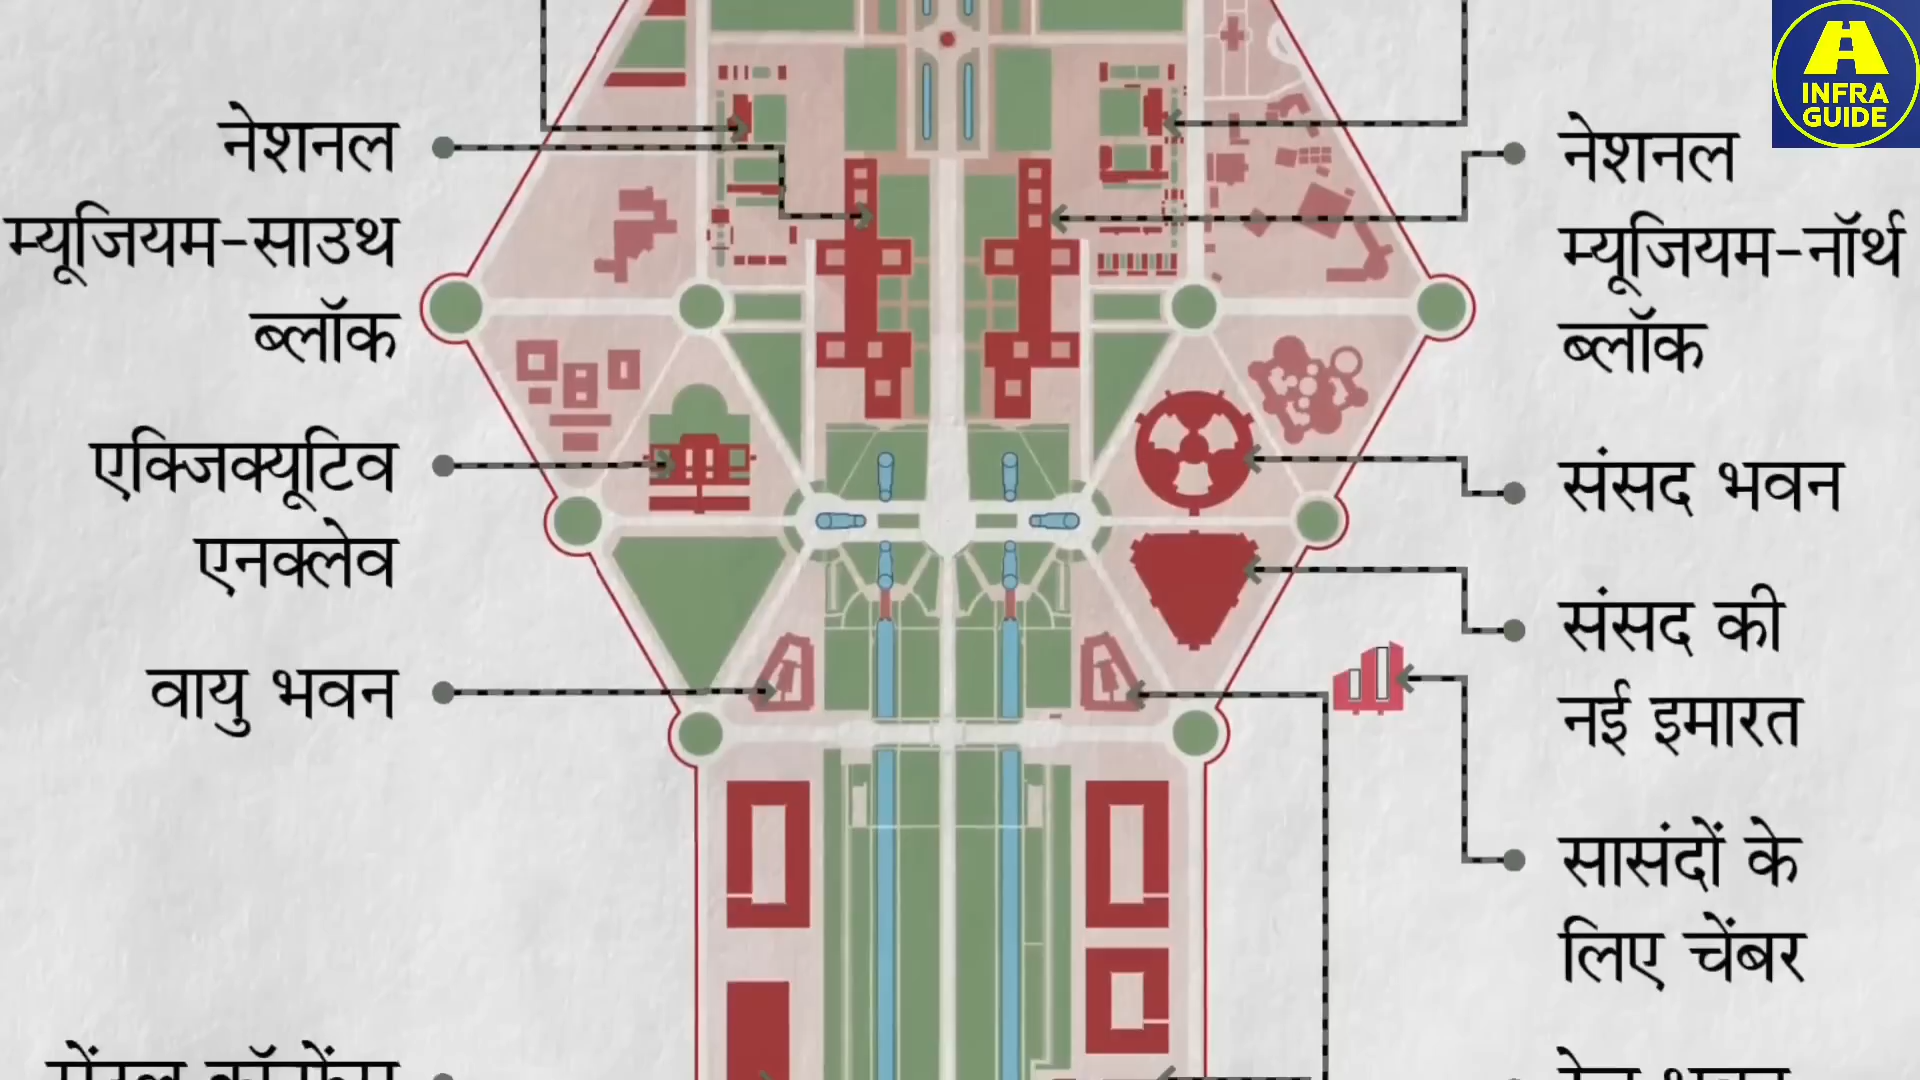 नेशनल
म्यूजियम-साउथ
ब्लॉक
एक्जिक्यूटिव
एनक्लेव
वायु भवन
INFRA
GUIDE
नेशनल
म्यूजियम-नॉर्थ
ब्लॉक
संसद भवन
संसद की
नई इमारत
सासंदों के
लिए चेंबर